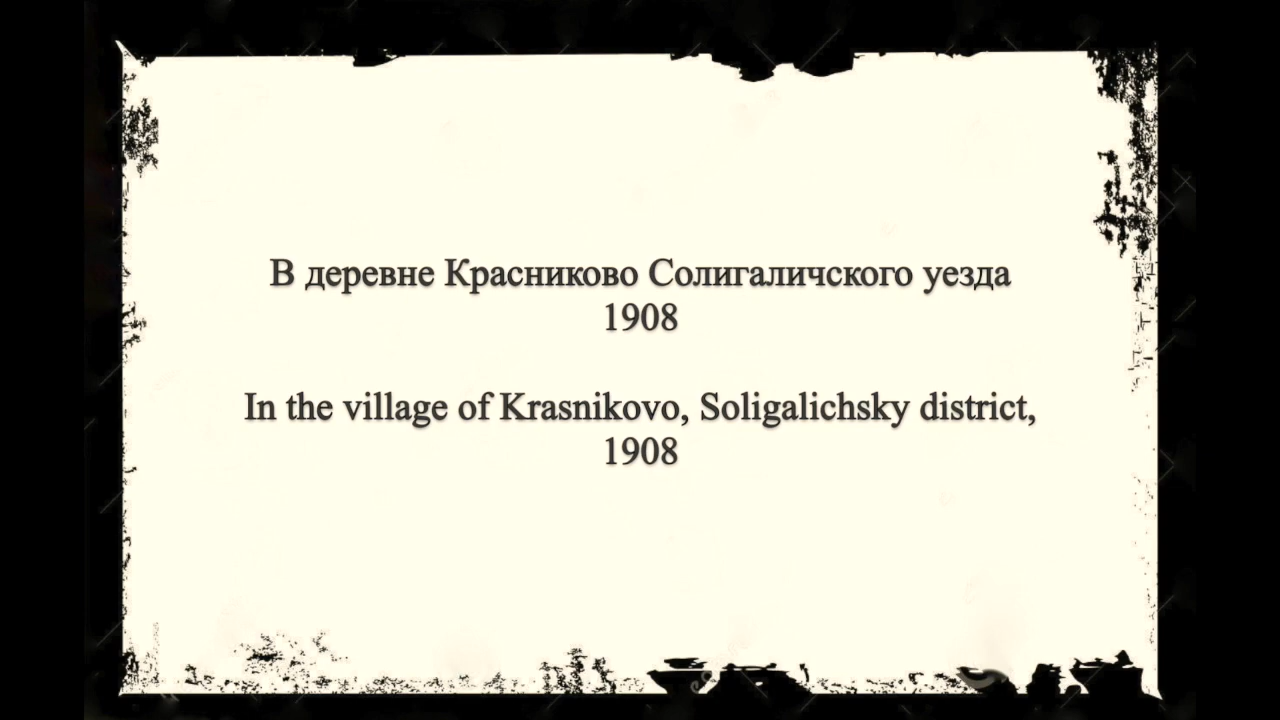 В деревне Красниково Солигаличского уезда
1908
In the village of Krasnikovo, Soligalichsky district,
1908